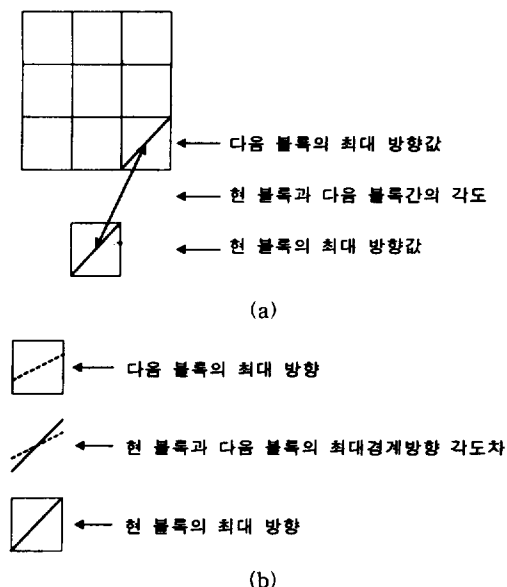 다음 블록의 최대 방향값
현 블록과 다음 블록간의 각도
현 블록의 최대 방향값
(a)
다음 블록의 최대 방향
현 블록과 다음 블록의 최대경계방향 각도차
현 블록의 최대 방향
(b)